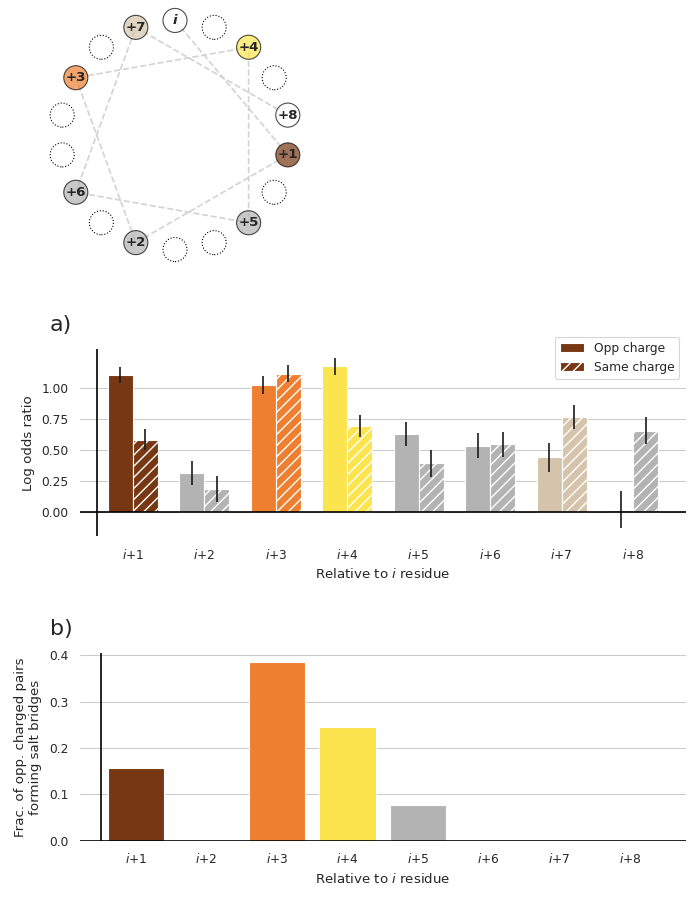 +7
i
+4
+3
+8
+1
+6
+5
+2
a)
Opp charge
Same charge
1.00
0.75
0.50
0.25
0.00
Log odds ratio
i+1 i+2 i+3 i+4 i+5 i+6 i+7 i+8
Relative to i residue
b)
0.4
0.3
0.2
0.1
0.0
Frac. of opp. charged pairs
forming salt bridges
i+1 i+2 i+3 i+4 i+5 i+6 i+7 i+8
Relative to i residue